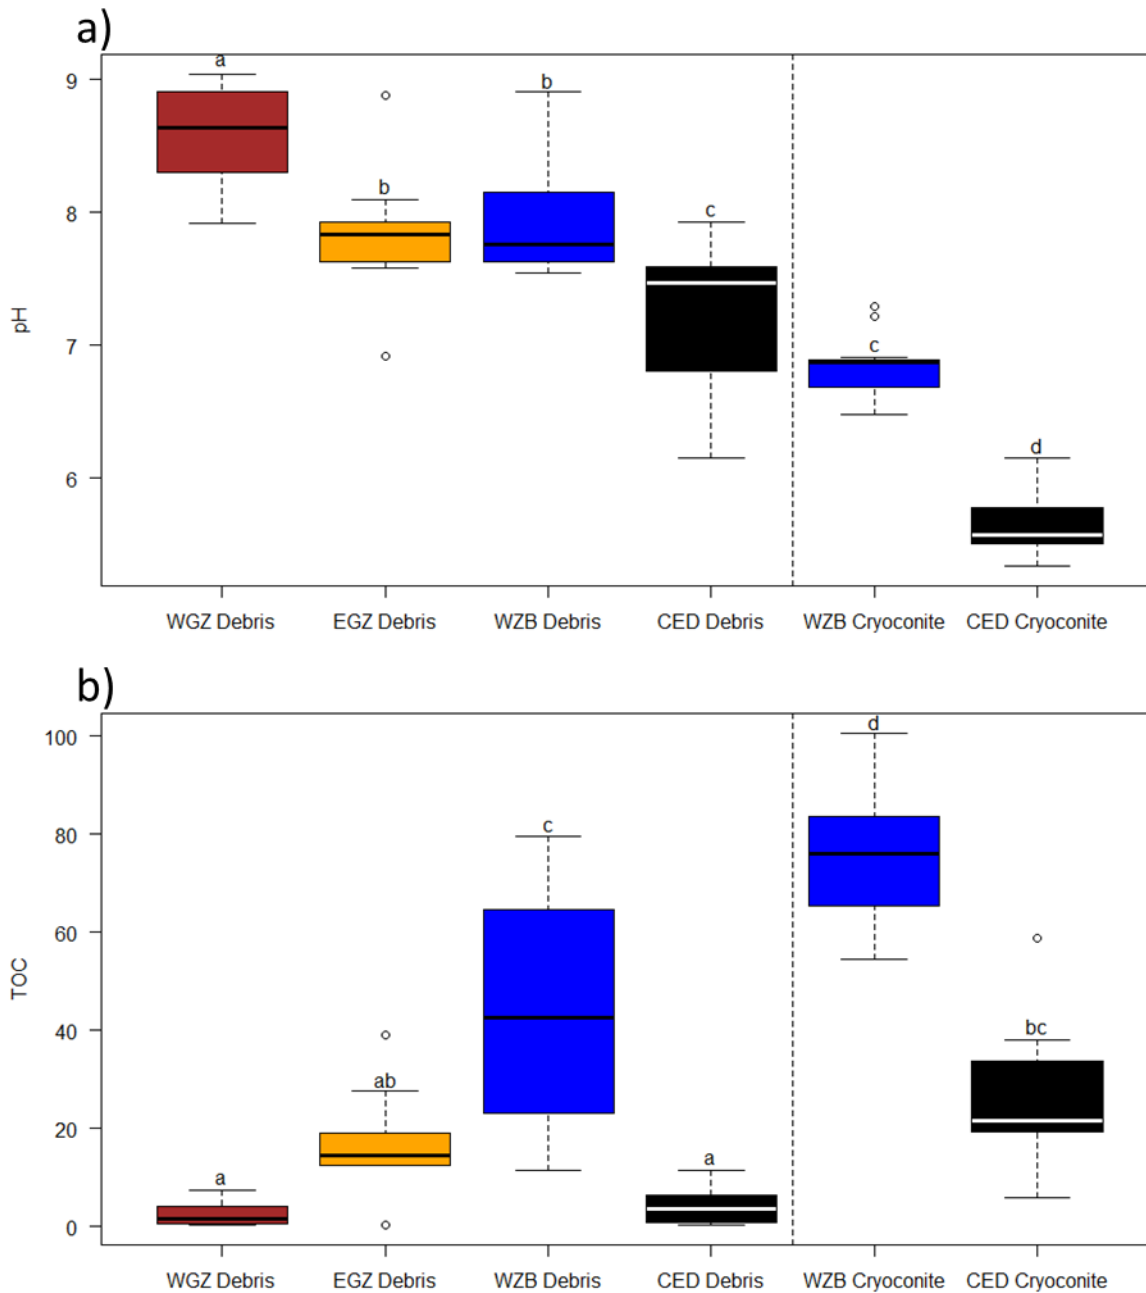 a)
a
b
b
c
c
d
9
8
7
6
pH
WGZ Debris EGZ Debris WZB Debris CED Debris WZB Cryoconite CED Cryoconite
b)
d
c
bc
ab
a
a
100
80
60
40
20
0
TOC
WGZ Debris EGZ Debris WZB Debris CED Debris WZB Cryoconite CED Cryoconite